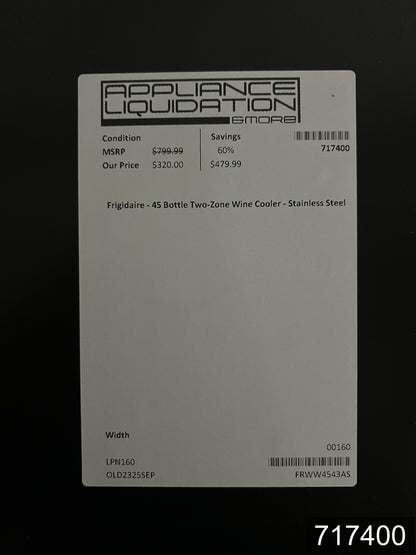 APPLIANCE
LIQUIDATION
&MORE
Condition Savings
MSRP $799.99 60% 717400
Our Price $320.00 $479.99
Frigidaire - 45 Bottle Two-Zone Wine Cooler - Stainless Steel
Width
00160
LPN160
OLD2325SEP FRWW4543AS
717400